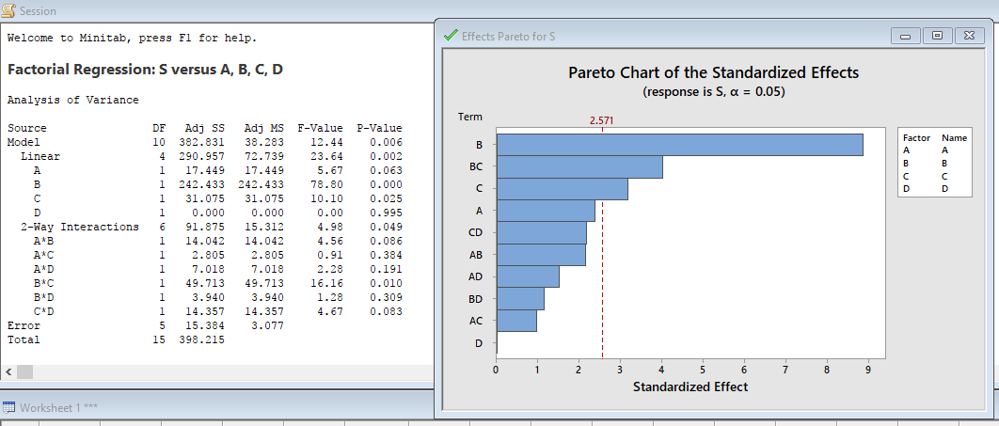 Session
Welcome to Minitab, press F1 for help.
Factorial Regression: S versus A, B, C, D
Analysis of Variance
Source DF Adj SS Adj MS F-Value P-Value
Model 10 382.831 38.283 12.44 0.006
Linear 4 290.957 72.739 23.64 0.002
A 1 17.449 17.449 5.67 0.063
B 1 242.433 242.433 78.80 0.000
C 1 31.075 31.075 10.10 0.025
D 1 0.000 0.000 0.00 0.995
2-Way Interactions 6 91.875 15.312 4.98 0.049
A*B 1 14.042 14.042 4.56 0.086
A*C 1 2.805 2.805 0.91 0.384
A*D 1 7.018 7.018 2.28 0.191
B*C 1 49.713 49.713 16.16 0.010
B*D 1 3.940 3.940 1.28 0.309
C*D 1 14.357 14.357 4.67 0.083
Error 5 15.384 3.077
Total 15 398.215
Worksheet 1 ***
Effects Pareto for S
Pareto Chart of the Standardized Effects
(response is S, α = 0.05)
Term
2.571
B
BC
C
A
CD
AB
AD
BD
AC
D
0 1 2 3 4 5 6 7 8 9
Standardized Effect
Factor Name
A A
B B
C C
D D